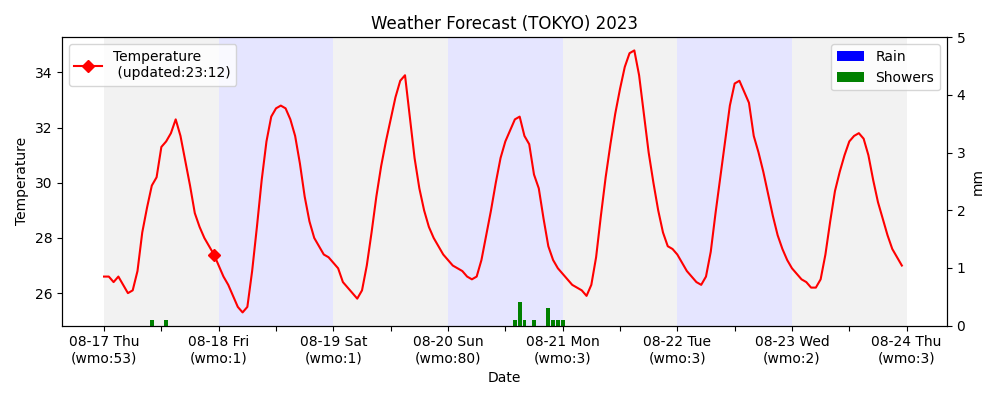 Weather Forecast (TOKYO) 2023
Temperature
(updated:23:12)
Rain
Showers
34
32
30
28
26
Temperature
5
4
3
2
1
0
mm
08-17 Thu
(wmo:53)
08-18 Fri
(wmo:1)
08-19 Sat
(wmo:1)
08-20 Sun
(wmo:80)
08-21 Mon
(wmo:3)
08-22 Tue
(wmo:3)
08-23 Wed
(wmo:2)
08-24 Thu
(wmo:3)
Date